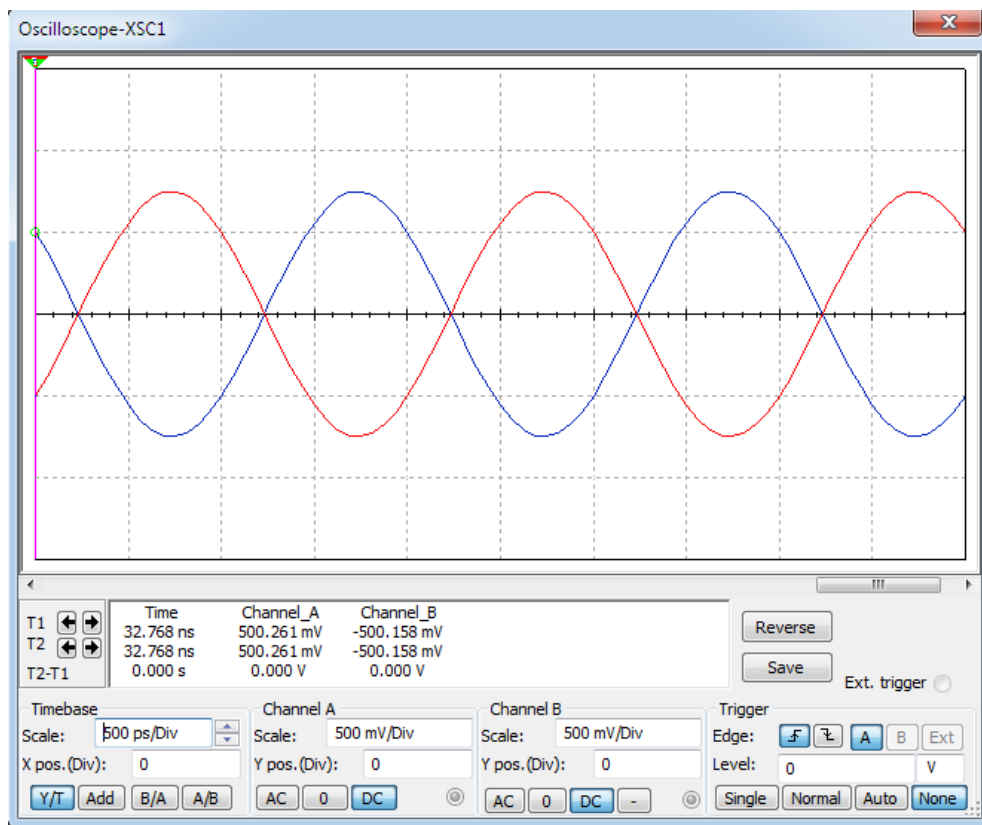 Oscilloscope-XSC1
X
Time Channel_A Channel_B
T1 32.768 ns 500.261 mV -500.158 mV
T2 32.768 ns 500.261 mV -500.158 mV
T2-T1 0.000 s 0.000 V 0.000 V
Reverse
Save
Ext. trigger
Timebase
Scale: 500 ps/Div
X pos.(Div): 0
Y/T Add B/A A/B
Channel A
Scale: 500 mV/Div
Y pos.(Div): 0
AC 0 DC
Channel B
Scale: 500 mV/Div
Y pos.(Div): 0
AC 0 DC -
Trigger
Edge: A B Ext
Level: 0 V
Single Normal Auto None